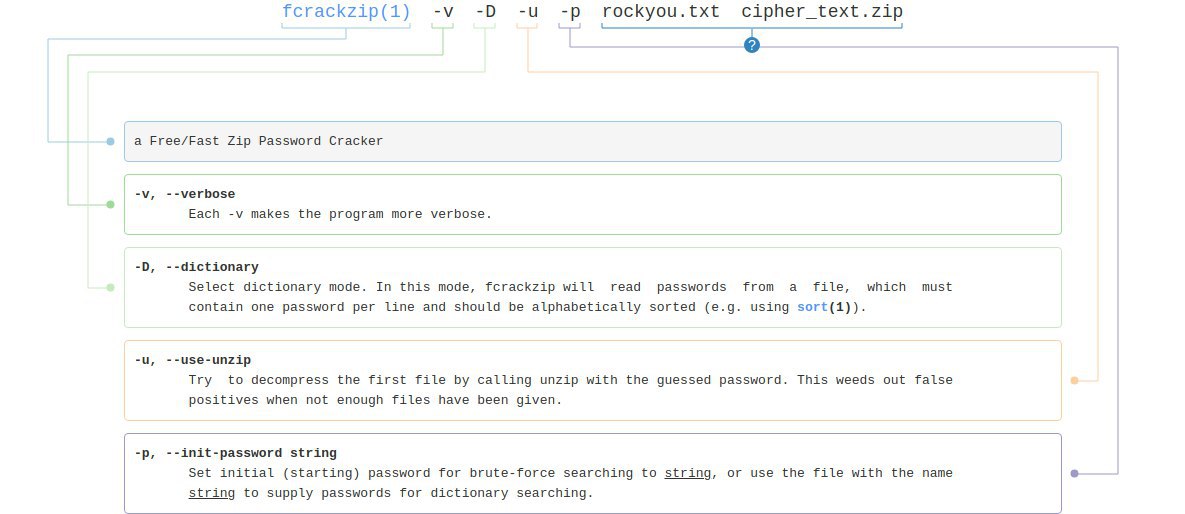 fcrackzip(1) -v -D -u -p rockyou.txt cipher_text.zip
?
a Free/Fast Zip Password Cracker
-v, --verbose
Each -v makes the program more verbose.
-D, --dictionary
Select dictionary mode. In this mode, fcrackzip will read passwords from a file, which must
contain one password per line and should be alphabetically sorted (e.g. using sort(1)).
-u, --use-unzip
Try to decompress the first file by calling unzip with the guessed password. This weeds out false
positives when not enough files have been given.
-p, --init-password string
Set initial (starting) password for brute-force searching to string, or use the file with the name
string to supply passwords for dictionary searching.